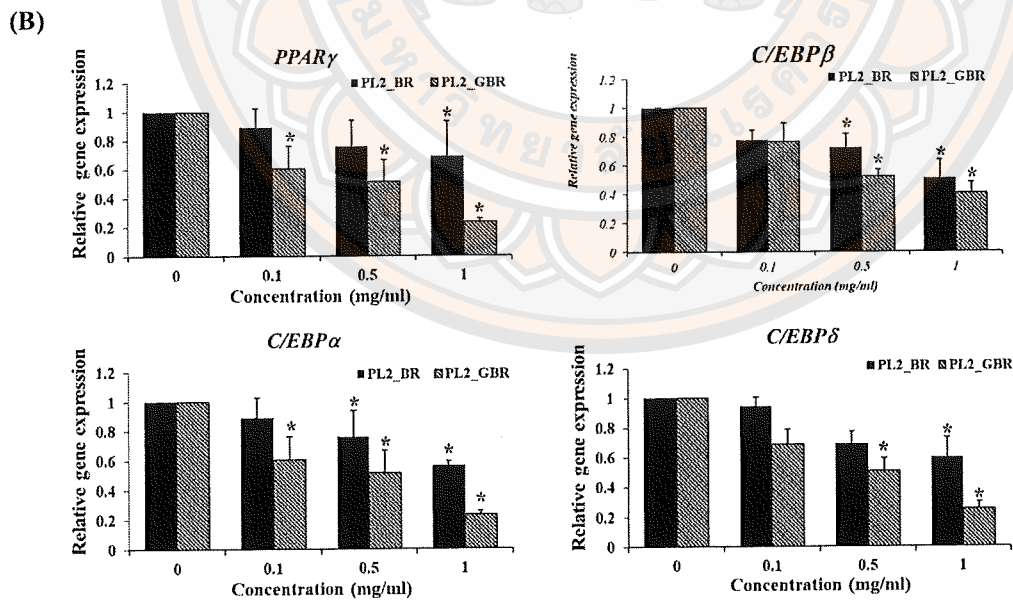 (B)
PPARγ
■ PL2_BR ▧ PL2_GBR
Relative gene expression
1.2
1
0.8
0.6
0.4
0.2
0
* * * *
0 0.1 0.5 1
Concentration (mg/ml)
C/EBPβ
■ PL2_BR ▧ PL2_GBR
Relative gene expression
1.2
1
0.8
0.6
0.4
0.2
0
* * * *
0 0.1 0.5 1
Concentration (mg/ml)
C/EBPα
■ PL2_BR ▧ PL2_GBR
Relative gene expression
1.2
1
0.8
0.6
0.4
0.2
0
* * * * *
0 0.1 0.5 1
Concentration (mg/ml)
C/EBPδ
■ PL2_BR ▧ PL2_GBR
Relative gene expression
1.2
1
0.8
0.6
0.4
0.2
0
* * *
0 0.1 0.5 1
Concentration (mg/ml)